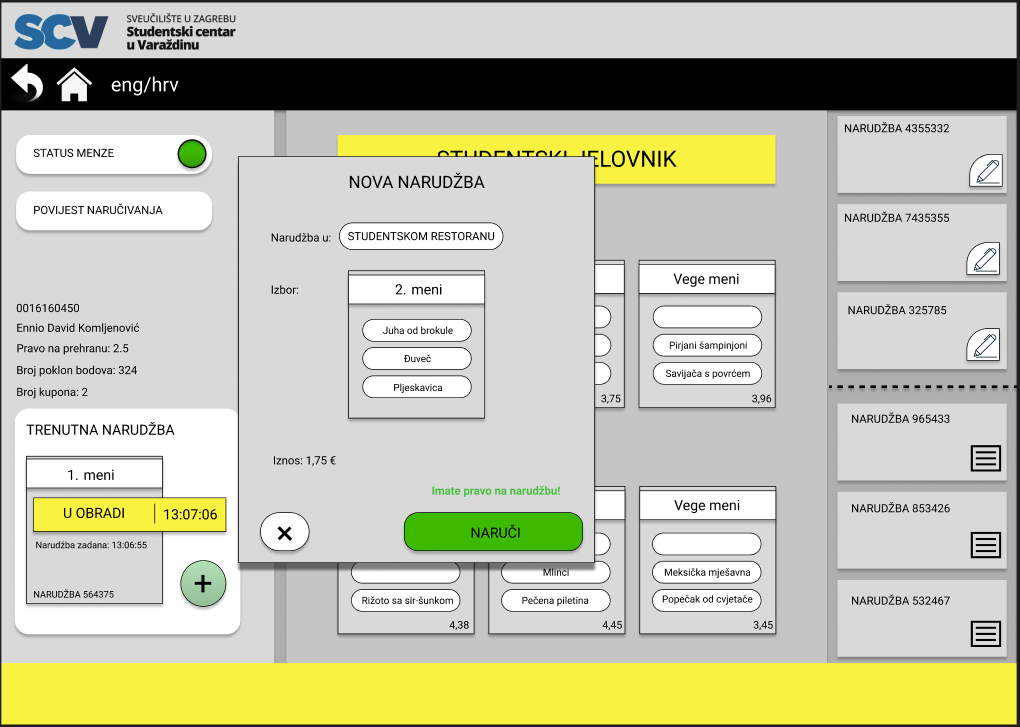 SCV
SVEUČILIŠTE U ZAGREBU
Studentski centar
u Varaždinu
eng/hrv
STATUS MENZE
POVIJEST NARUČIVANJA
0016160450
Ennio David Komljenović
Pravo na prehranu: 2.5
Broj poklon bodova: 324
Broj kupona: 2
TRENUTNA NARUDŽBA
1. meni
U OBRADI
13:07:06
Narudžba zadana: 13:06:55
NARUDŽBA 564375
+
STUDENTSKI JELOVNIK
NOVA NARUDŽBA
Narudžba u:
STUDENTSKOM RESTORANU
Izbor:
2. meni
Juha od brokule
Đuveč
Pljeskavica
Iznos: 1,75 €
Imate pravo na narudžbu!
×
NARUČI
3,75
Vege meni
Pirjani šampinjoni
Savijača s povrćem
3,96
Rižoto sa sir-šunkom
4,38
Mlinci
Pečena piletina
4,45
Vege meni
Meksička mješavna
Popečak od cvjetače
3,45
NARUDŽBA 4355332
NARUDŽBA 7435355
NARUDŽBA 325785
NARUDŽBA 965433
NARUDŽBA 853426
NARUDŽBA 532467